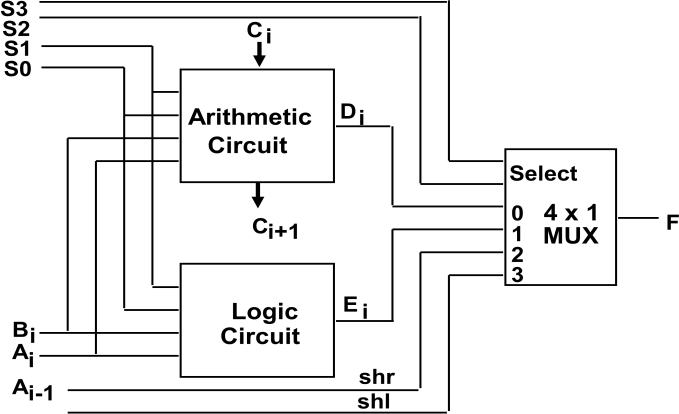 S3
S2
S1
S0
Ci
Arithmetic
Circuit
Di
Ci+1
Select
0
1
2
3
4 x 1
MUX
F
Logic
Circuit
Ei
Bi
Ai
Ai-1
shr
shl